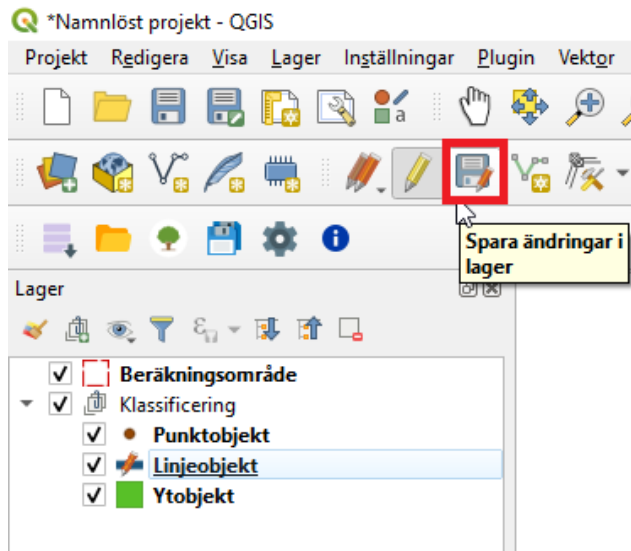 *Namnlöst projekt - QGIS
Projekt Redigera Visa Lager Inställningar Plugin Vektor
a
Spara ändringar i
lager
Lager
Beräkningsområde
Klassificering
Punktobjekt
Linjeobjekt
Ytobjekt